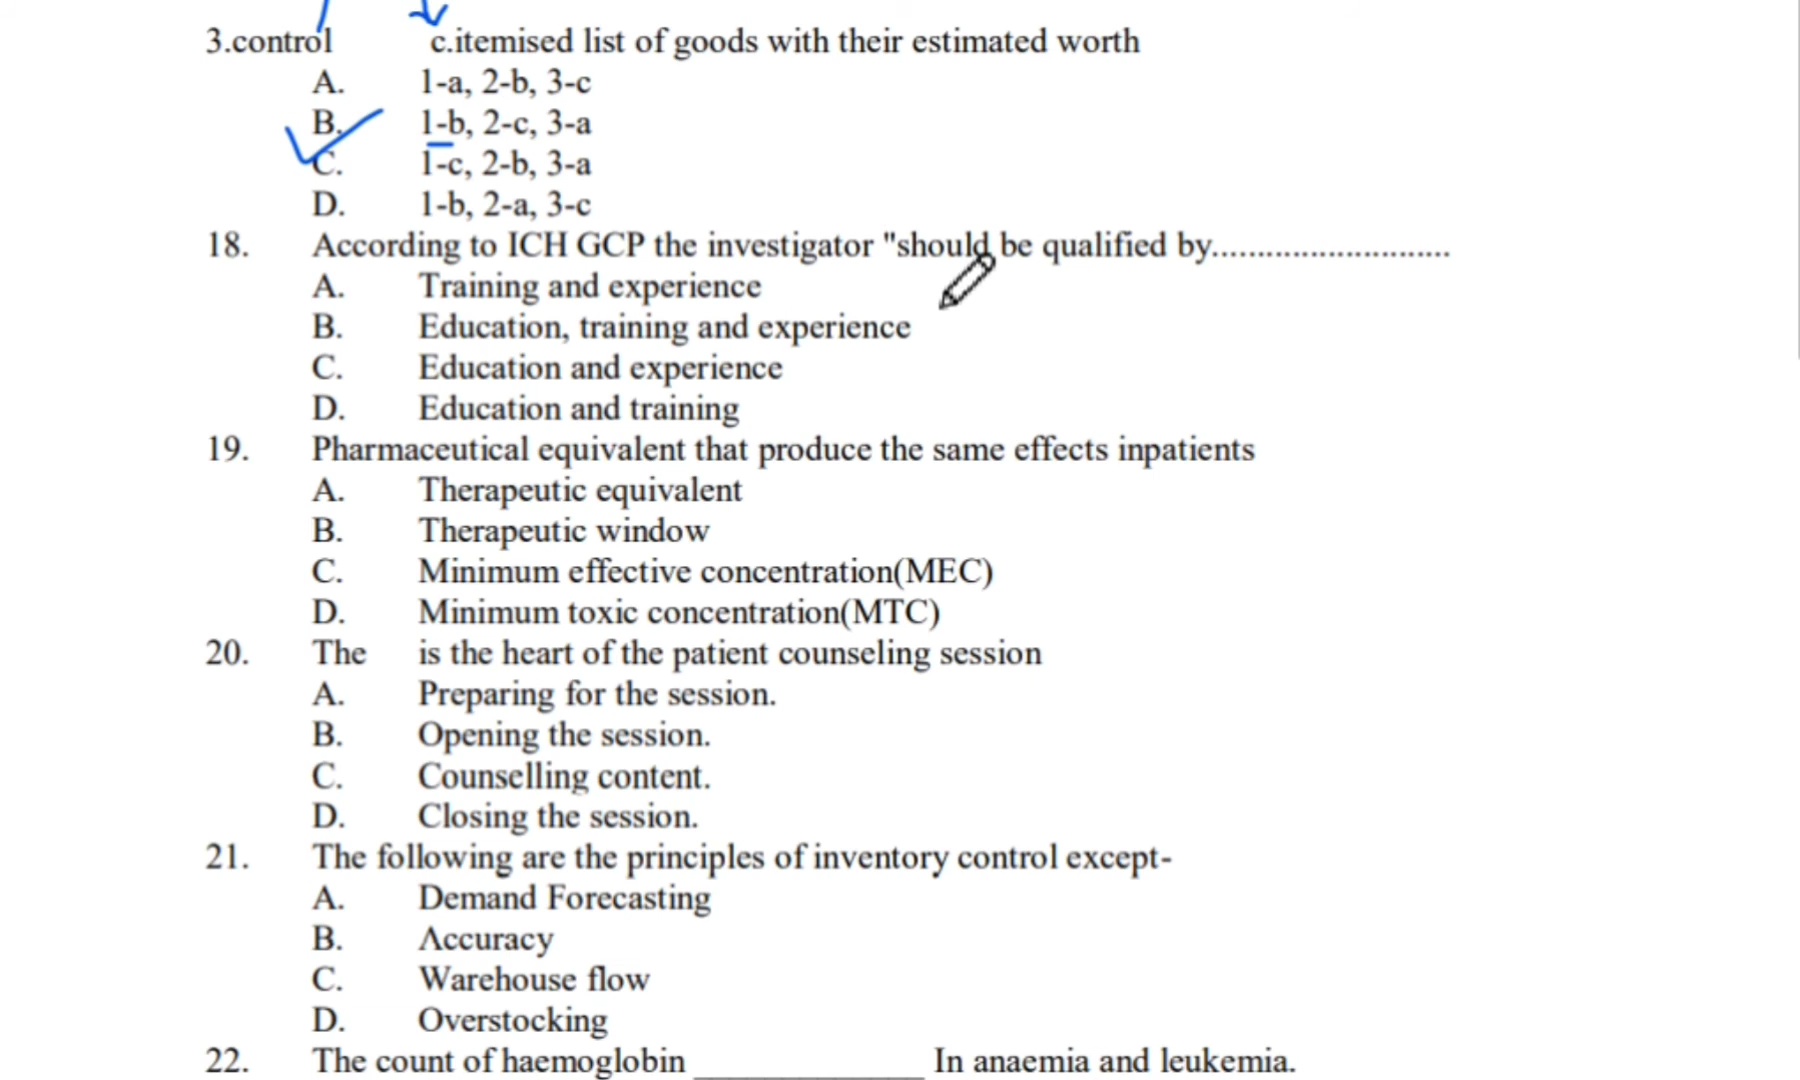 3.control c.itemised list of goods with their estimated worth
A. 1-a, 2-b, 3-c
B. 1-b, 2-c, 3-a
C. 1-c, 2-b, 3-a
D. 1-b, 2-a, 3-c
18. According to ICH GCP the investigator "should be qualified by..........................
A. Training and experience
B. Education, training and experience
C. Education and experience
D. Education and training
19. Pharmaceutical equivalent that produce the same effects inpatients
A. Therapeutic equivalent
B. Therapeutic window
C. Minimum effective concentration(MEC)
D. Minimum toxic concentration(MTC)
20. The is the heart of the patient counseling session
A. Preparing for the session.
B. Opening the session.
C. Counselling content.
D. Closing the session.
21. The following are the principles of inventory control except-
A. Demand Forecasting
B. Accuracy
C. Warehouse flow
D. Overstocking
22. The count of haemoglobin _____________ In anaemia and leukemia.